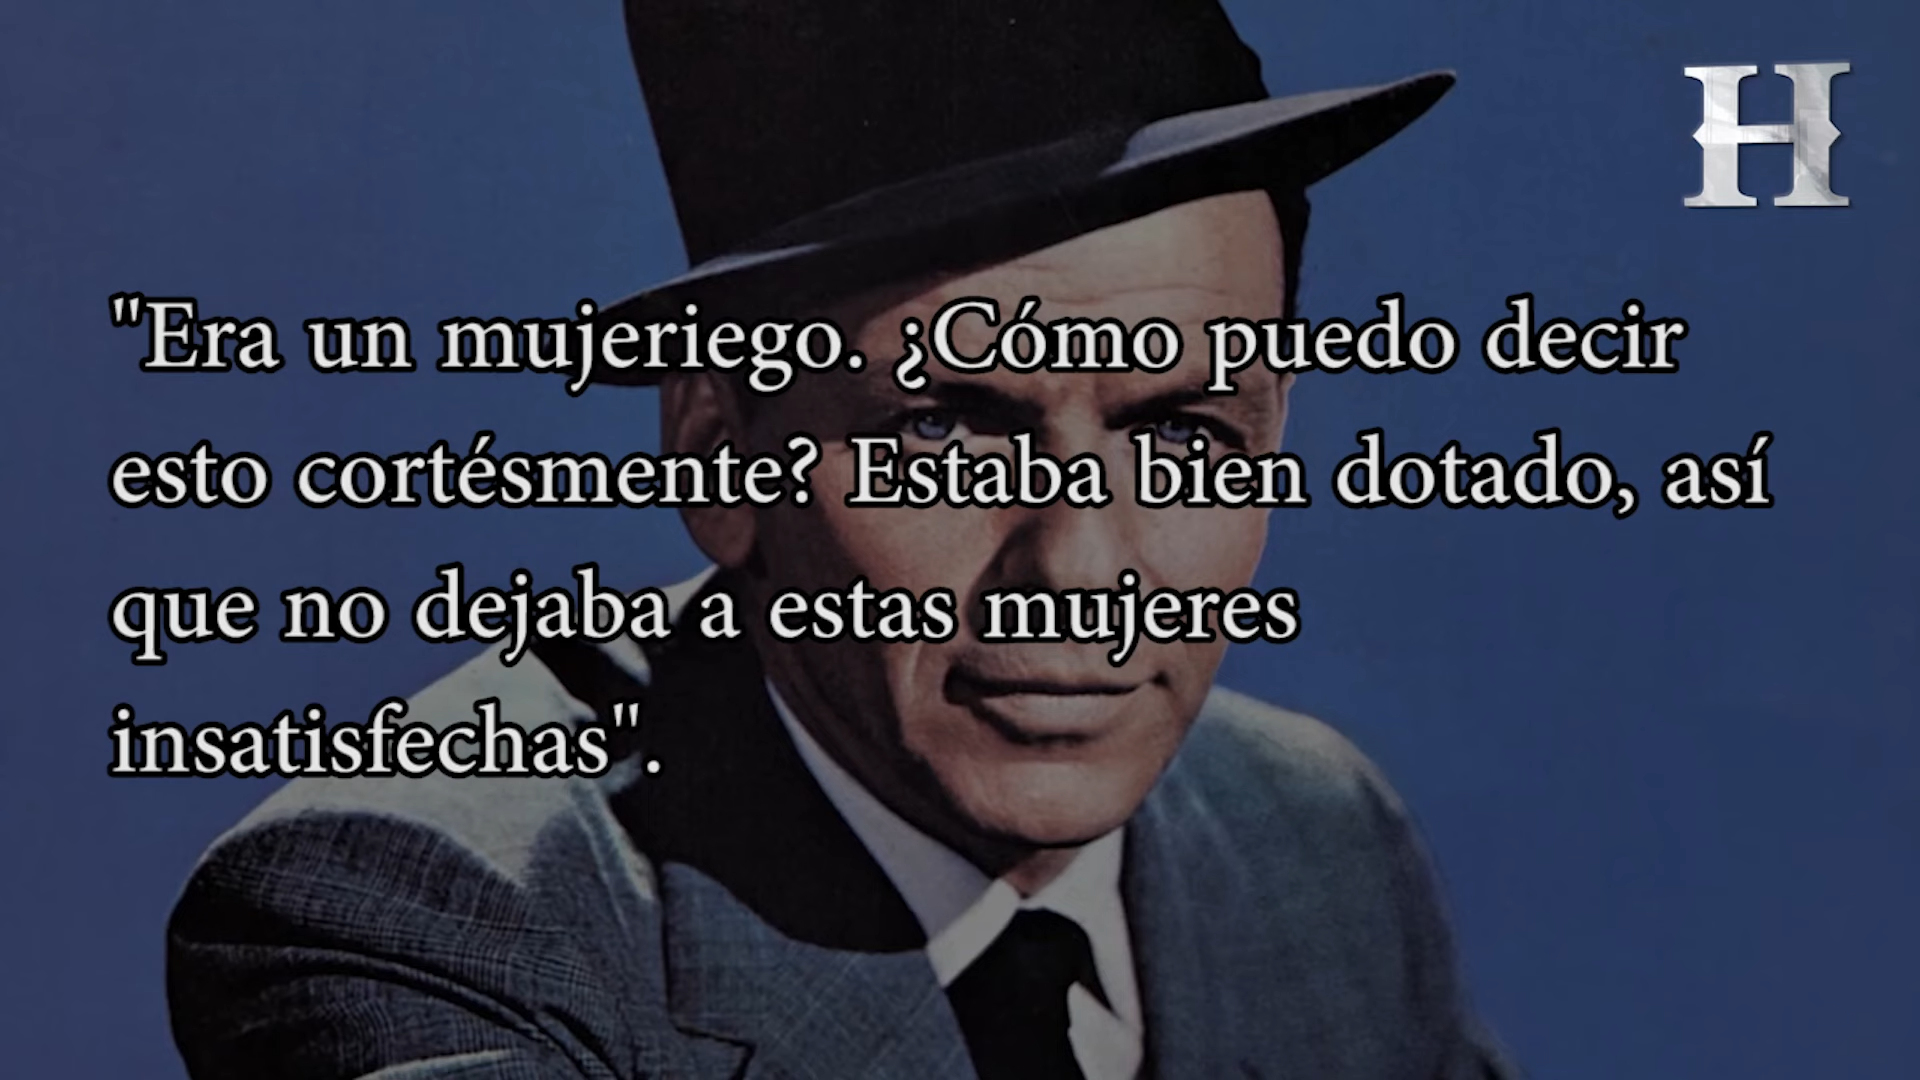 H
"Era un mujeriego. ¿Cómo puedo decir
esto cortésmente? Estaba bien dotado, así
que no dejaba a estas mujeres
insatisfechas".